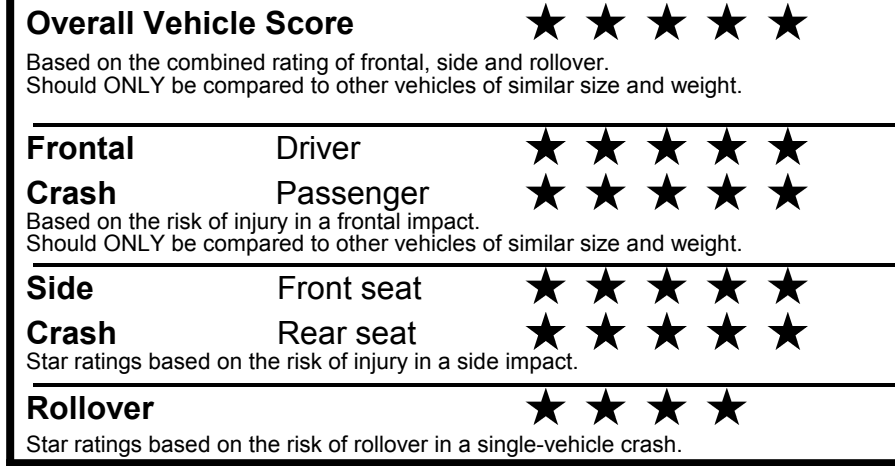 Overall Vehicle Score ★ ★ ★ ★ ★
Based on the combined rating of frontal, side and rollover.
Should ONLY be compared to other vehicles of similar size and weight.
Frontal Driver ★ ★ ★ ★ ★
Crash Passenger ★ ★ ★ ★ ★
Based on the risk of injury in a frontal impact.
Should ONLY be compared to other vehicles of similar size and weight.
Side Front seat ★ ★ ★ ★ ★
Crash Rear seat ★ ★ ★ ★ ★
Star ratings based on the risk of injury in a side impact.
Rollover ★ ★ ★ ★
Star ratings based on the risk of rollover in a single-vehicle crash.